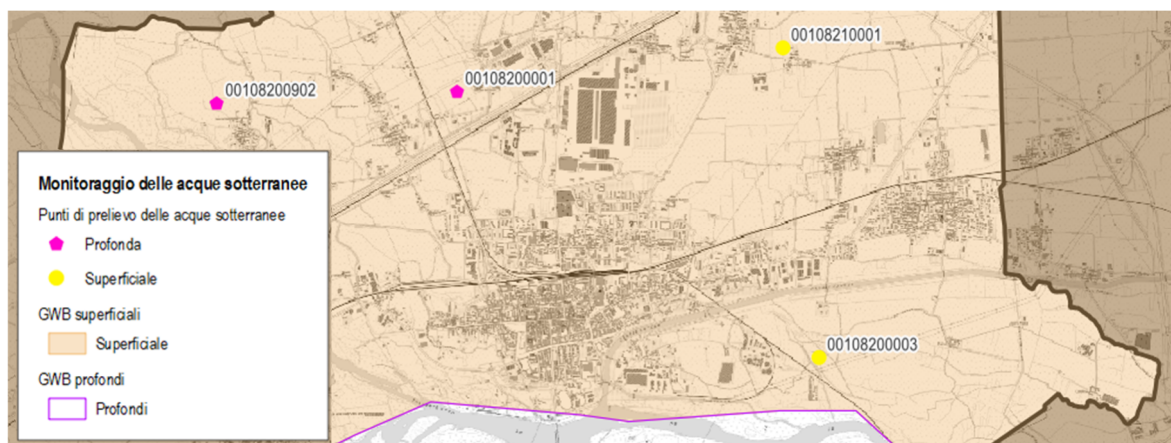 00108210001
00108200001
00108200902
Monitoraggio delle acque sotterranee
Punti di prelievo delle acque sotterranee
Profonda
Superficiale
GWB superficiali
Superficiale
GWB profondi
Profondi
00108200003